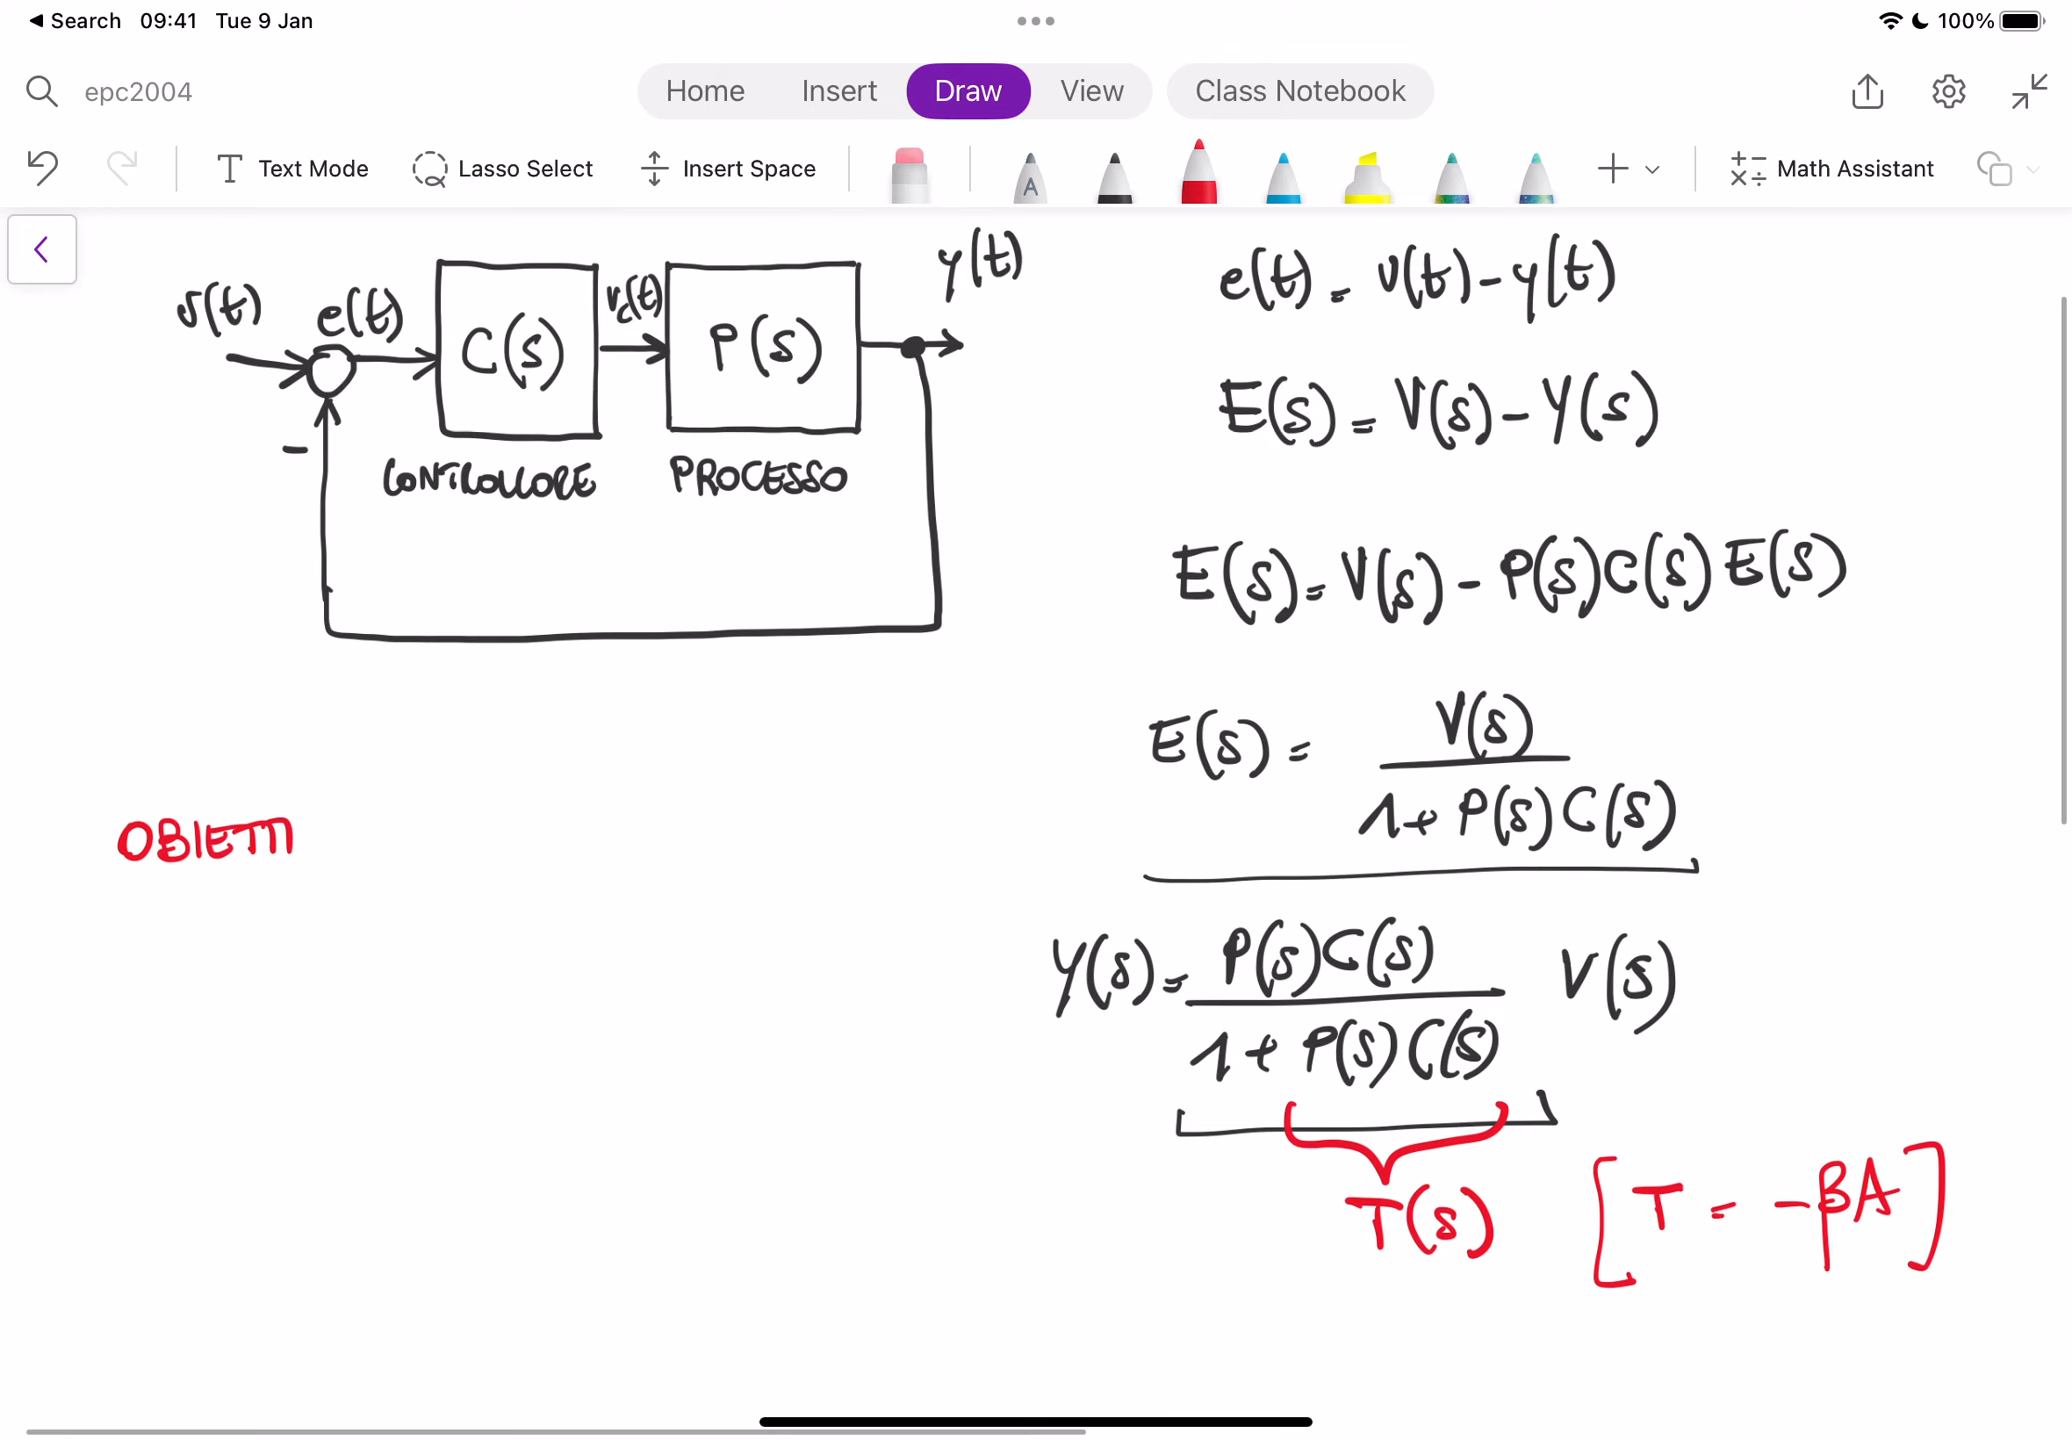 Search 09:41 Tue 9 Jan 100%
epc2004 Home Insert Draw View Class Notebook
Text Mode Lasso Select Insert Space A Math Assistant
v(t) e(t) C(s) vc(t) P(s) y(t)
-
CONTROLLORE PROCESSO
e(t) = v(t) - y(t)
E(s) = V(s) - Y(s)
E(s) = V(s) - P(s)C(s)E(s)
E(s) = V(s)
1 + P(s)C(s)
OBIETTI
Y(s) = P(s)C(s) V(s)
1 + P(s)C(s)
T(s) [T = -βA]